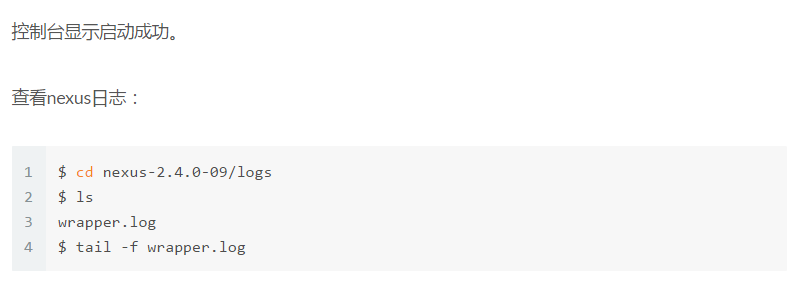 控制台显示启动成功。
查看nexus日志：
1 $ cd nexus-2.4.0-09/logs
2 $ ls
3 wrapper.log
4 $ tail -f wrapper.log